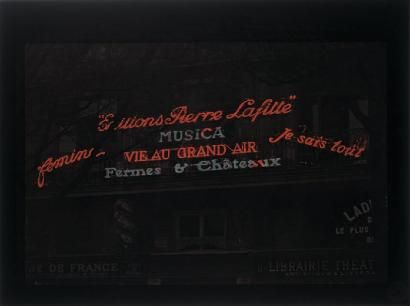 "Editions Pierre Lafitte"
MUSICA
femina - VIE AU GRAND AIR Je sais tout
Fermes & Châteaux
LAD
LE PLUS
DE FRANCE
LIBRAIRIE THEAT